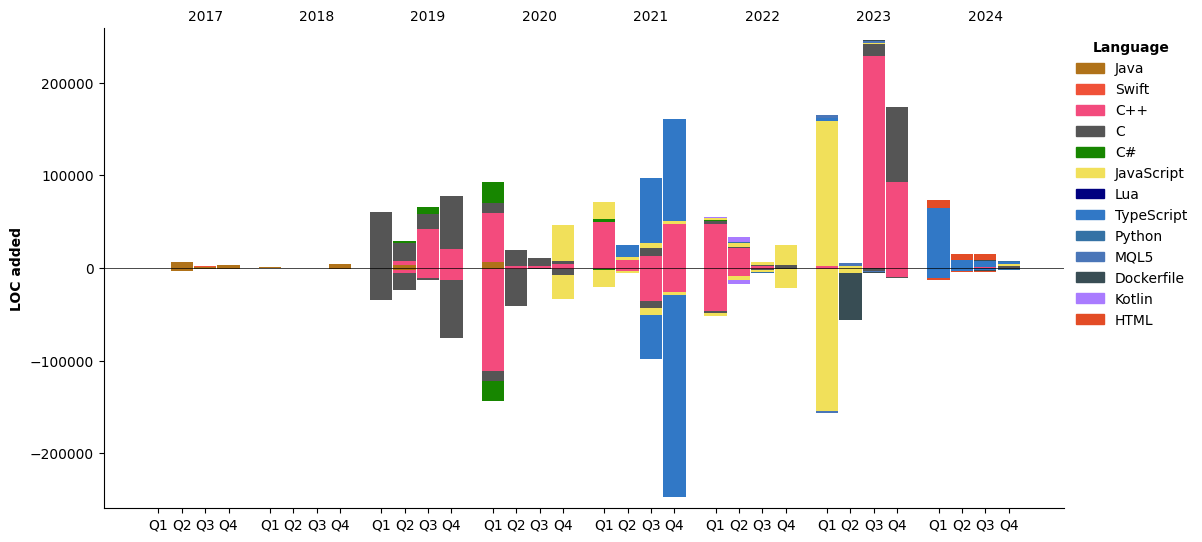 2017 2018 2019 2020 2021 2022 2023 2024
Language
Java
Swift
C++
C
C#
JavaScript
Lua
TypeScript
Python
MQL5
Dockerfile
Kotlin
HTML
LOC added
200000
100000
0
−100000
−200000
Q1 Q2 Q3 Q4 Q1 Q2 Q3 Q4 Q1 Q2 Q3 Q4 Q1 Q2 Q3 Q4 Q1 Q2 Q3 Q4 Q1 Q2 Q3 Q4 Q1 Q2 Q3 Q4 Q1 Q2 Q3 Q4